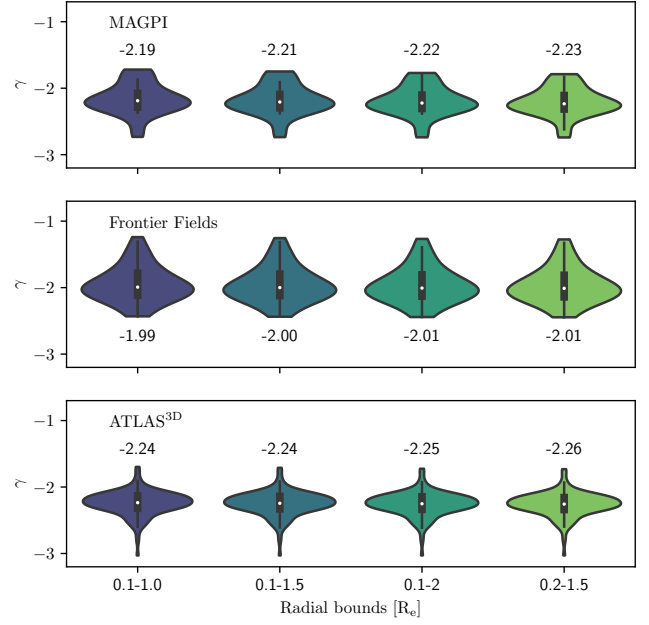 MAGPI
−1
-2.19 -2.21 -2.22 -2.23
γ
−2
−3
Frontier Fields
−1
γ
−2
-1.99 -2.00 -2.01 -2.01
−3
ATLAS³ᴰ
−1
-2.24 -2.24 -2.25 -2.26
γ
−2
−3
0.1-1.0 0.1-1.5 0.1-2 0.2-1.5
Radial bounds [Rₑ]